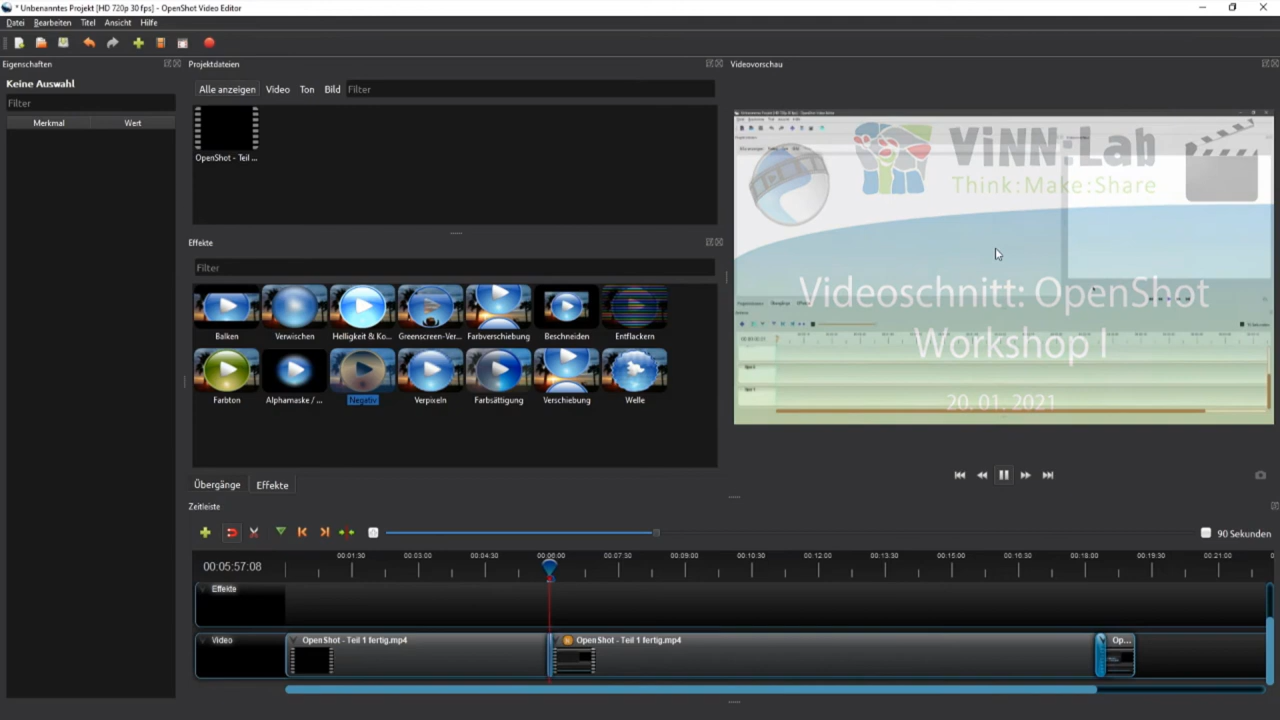 * Unbenanntes Projekt [HD 720p 30 fps] - OpenShot Video Editor
Datei Bearbeiten Titel Ansicht Hilfe
Eigenschaften
Keine Auswahl
Filter
Merkmal Wert
Projektdateien
Alle anzeigen Video Ton Bild Filter
OpenShot - Teil ...
Effekte
Filter
Balken Verwischen Helligkeit & Ko... Greenscreen-Ver... Farbverschiebung Beschneiden Entflackern
Farbton Alphamaske / ... Negativ Verpixeln Farbsättigung Verschiebung Welle
Übergänge Effekte
Videovorschau
ViNN:Lab
Think:Make:Share
Videoschnitt: OpenShot
Workshop I
20. 01. 2021
Zeitleiste
90 Sekunden
00:05:57:08
00:01:30 00:03:00 00:04:30 00:06:00 00:07:30 00:09:00 00:10:30 00:12:00 00:13:30 00:15:00 00:16:30 00:18:00 00:19:30 00:21:00
Effekte
Video
OpenShot - Teil 1 fertig.mp4
OpenShot - Teil 1 fertig.mp4
Op...